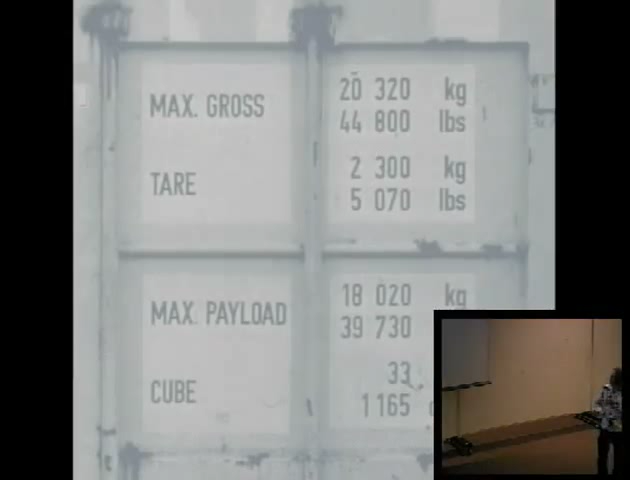 MAX. GROSS 20 320 kg
44 800 lbs
TARE 2 300 kg
5 070 lbs
MAX. PAYLOAD 18 020 kg
39 730
CUBE 33
1 165